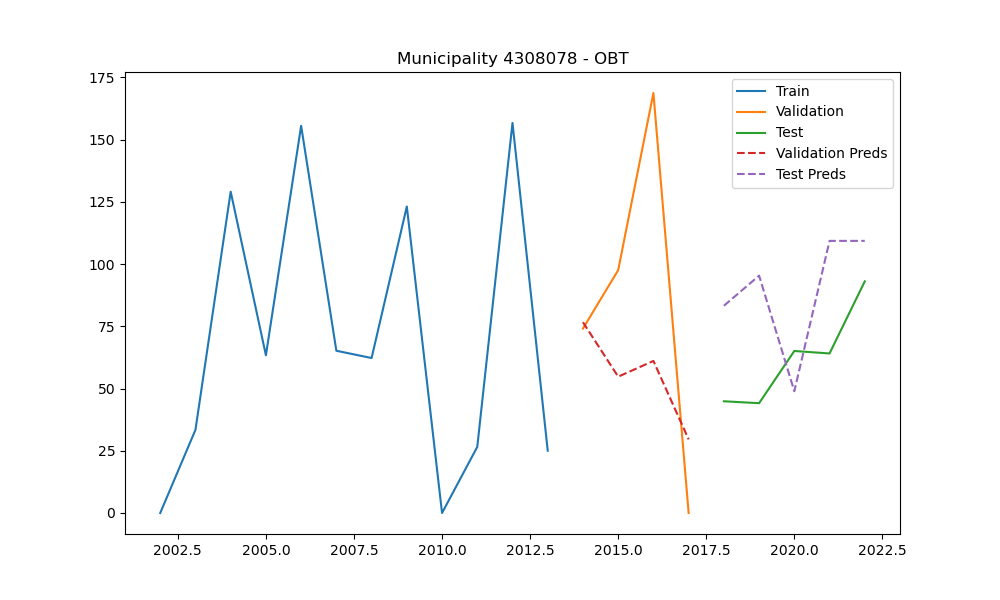 Municipality 4308078 - OBT
175
150
125
100
75
50
25
0
2002.5 2005.0 2007.5 2010.0 2012.5 2015.0 2017.5 2020.0 2022.5
Train
Validation
Test
Validation Preds
Test Preds